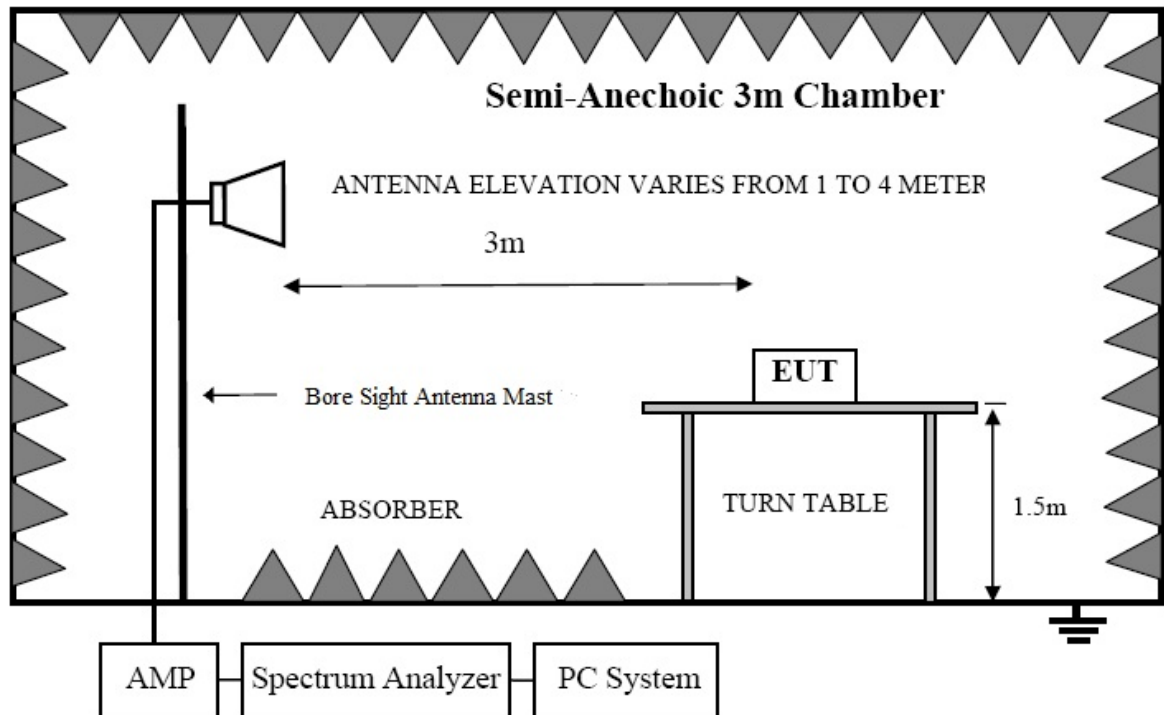 Semi-Anechoic 3m Chamber
ANTENNA ELEVATION VARIES FROM 1 TO 4 METER
3m
EUT
Bore Sight Antenna Mast
ABSORBER
TURN TABLE
1.5m
AMP
Spectrum Analyzer
PC System